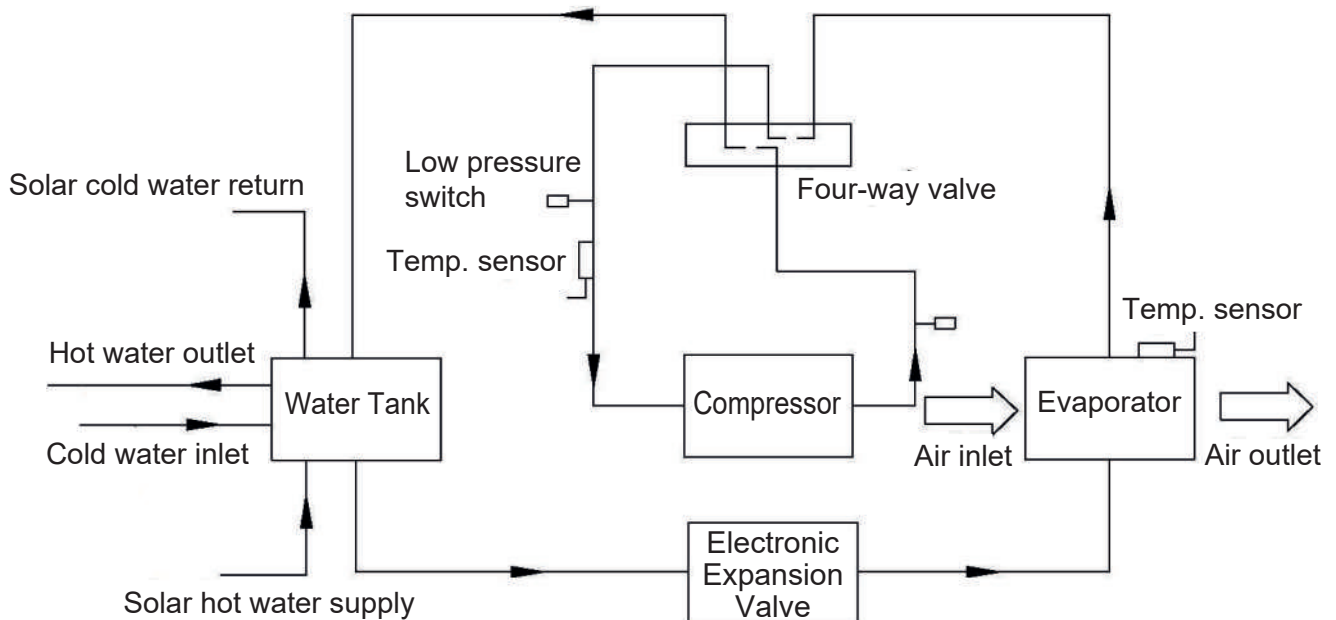 Low pressure
switch
Solar cold water return
Four-way valve
Temp. sensor
Temp. sensor
Hot water outlet
Water Tank
Compressor
Evaporator
Cold water inlet
Air inlet
Air outlet
Electronic
Expansion
Valve
Solar hot water supply